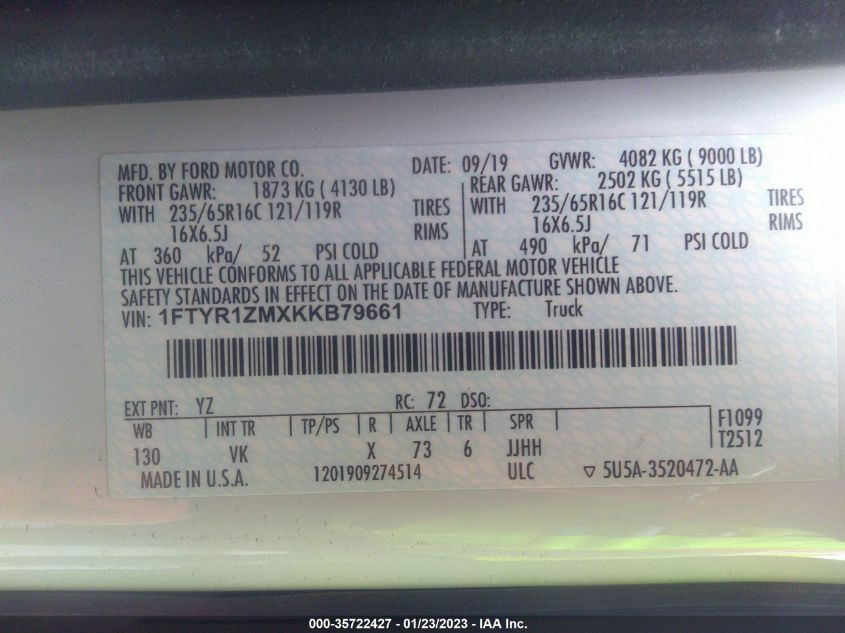 MFD. BY FORD MOTOR CO. DATE: 09/19 GVWR: 4082 KG ( 9000 LB)
FRONT GAWR: 1873 KG ( 4130 LB) REAR GAWR: 2502 KG ( 5515 LB)
WITH 235/65R16C 121/119R TIRES WITH 235/65R16C 121/119R TIRES
16X6.5J RIMS 16X6.5J RIMS
AT 360 kPa/ 52 PSI COLD AT 490 kPa/ 71 PSI COLD
THIS VEHICLE CONFORMS TO ALL APPLICABLE FEDERAL MOTOR VEHICLE
SAFETY STANDARDS IN EFFECT ON THE DATE OF MANUFACTURE SHOWN ABOVE.
VIN: 1FTYR1ZMXKKB79661 TYPE: Truck
EXT PNT: YZ RC: 72 DSO:
WB INT TR TP/PS R AXLE TR SPR F1099
130 VK X 73 6 JJHH T2512
MADE IN U.S.A. 1201909274514 ULC ▽ 5U5A-3520472-AA
000-35722427 - 01/23/2023 - IAA Inc.